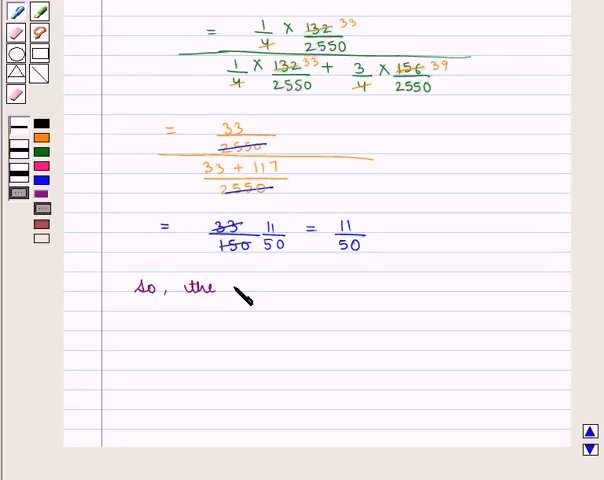 = 1/4 × 132 33/2550
1/4 × 132 33/2550 + 3/4 × 156 39/2550
= 33/2550
33 + 117/2550
= 33/150 11/50 = 11/50
So, the